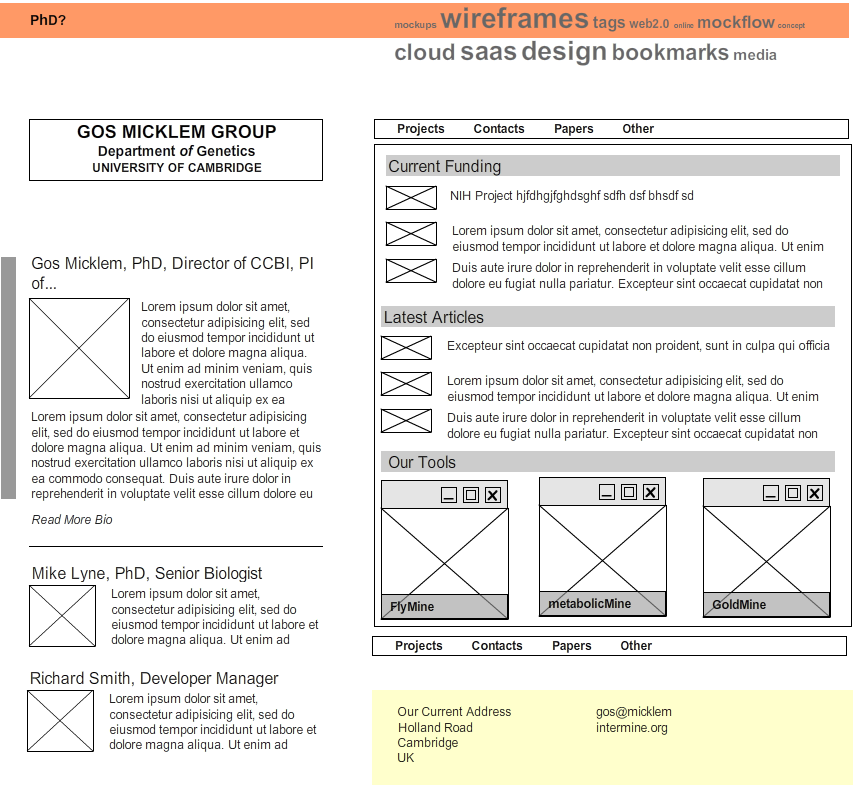 PhD?
mockups wireframes tags web2.0 online mockflow concept
cloud saas design bookmarks media
GOS MICKLEM GROUP
Department of Genetics
UNIVERSITY OF CAMBRIDGE
Gos Micklem, PhD, Director of CCBI, PI
of...
Lorem ipsum dolor sit amet,
consectetur adipisicing elit, sed
do eiusmod tempor incididunt ut
labore et dolore magna aliqua.
Ut enim ad minim veniam, quis
nostrud exercitation ullamco
laboris nisi ut aliquip ex ea
Lorem ipsum dolor sit amet, consectetur adipisicing
elit, sed do eiusmod tempor incididunt ut labore et
dolore magna aliqua. Ut enim ad minim veniam, quis
nostrud exercitation ullamco laboris nisi ut aliquip ex
ea commodo consequat. Duis aute irure dolor in
reprehenderit in voluptate velit esse cillum dolore eu
Read More Bio
Mike Lyne, PhD, Senior Biologist
Lorem ipsum dolor sit amet,
consectetur adipisicing elit, sed do
eiusmod tempor incididunt ut labore et
dolore magna aliqua. Ut enim ad
Richard Smith, Developer Manager
Lorem ipsum dolor sit amet,
consectetur adipisicing elit, sed do
eiusmod tempor incididunt ut labore et
dolore magna aliqua. Ut enim ad
Projects Contacts Papers Other
Current Funding
NIH Project hjfdhgjfghdsghf sdfh dsf bhsdf sd
Lorem ipsum dolor sit amet, consectetur adipisicing elit, sed do
eiusmod tempor incididunt ut labore et dolore magna aliqua. Ut enim
Duis aute irure dolor in reprehenderit in voluptate velit esse cillum
dolore eu fugiat nulla pariatur. Excepteur sint occaecat cupidatat non
Latest Articles
Excepteur sint occaecat cupidatat non proident, sunt in culpa qui officia
Lorem ipsum dolor sit amet, consectetur adipisicing elit, sed do
eiusmod tempor incididunt ut labore et dolore magna aliqua. Ut enim
Duis aute irure dolor in reprehenderit in voluptate velit esse cillum
dolore eu fugiat nulla pariatur. Excepteur sint occaecat cupidatat non
Our Tools
FlyMine metabolicMine GoldMine
Projects Contacts Papers Other
Our Current Address
Holland Road
Cambridge
UK
gos@micklem
intermine.org